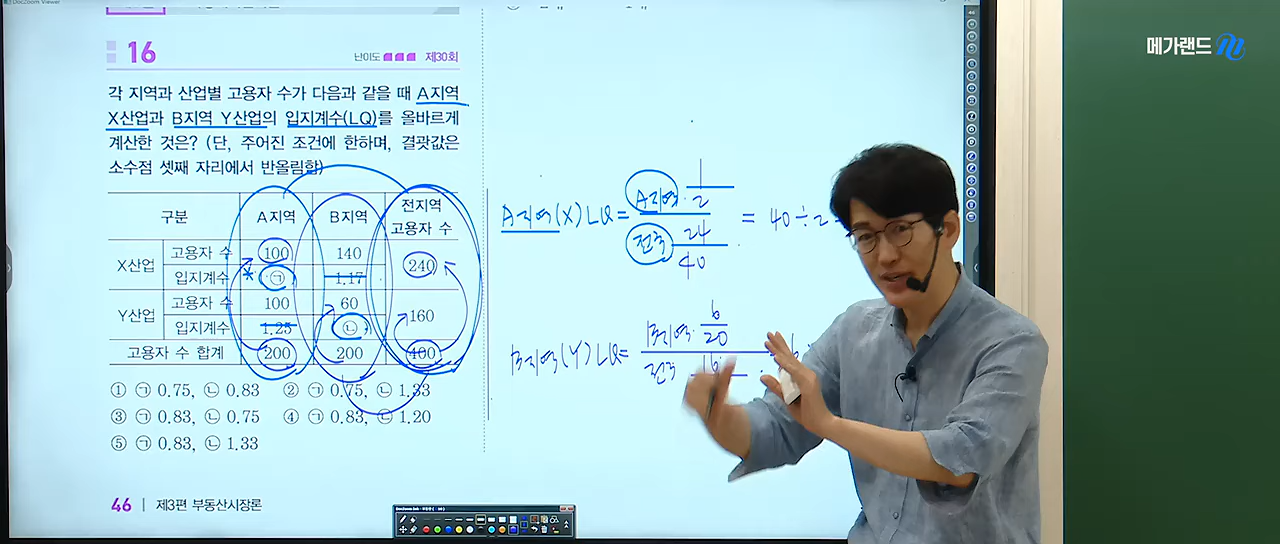 DocZoom Viewer
메가랜드
16
난이도 제30회
각 지역과 산업별 고용자 수가 다음과 같을 때 A지역
X산업과 B지역 Y산업의 입지계수(LQ)를 올바르게
계산한 것은? (단, 주어진 조건에 한하며, 결괏값은
소수점 셋째 자리에서 반올림함)
구분 A지역 B지역 전지역 고용자 수
X산업 고용자 수 100 140 240
입지계수 ㉠ 1.17
Y산업 고용자 수 100 60 160
입지계수 1.25 ㉡
고용자 수 합계 200 200 400
① ㉠ 0.75, ㉡ 0.83 ② ㉠ 0.75, ㉡ 1.33
③ ㉠ 0.83, ㉡ 0.75 ④ ㉠ 0.83, ㉡ 1.20
⑤ ㉠ 0.83, ㉡ 1.33
46 제3편 부동산시장론
1
A지역(X) LQ = A지역 2 = 40÷2
전국 24
40
6
B지역(Y) LQ = B지역 20
전국 16